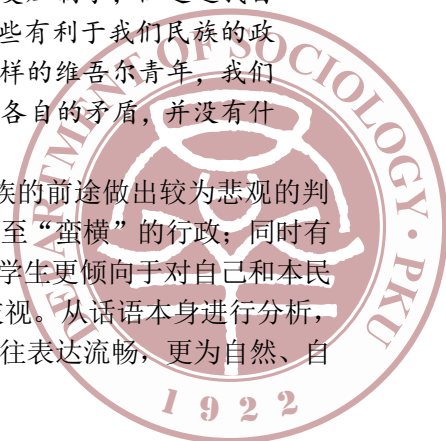 些有利于我们民族的政
样的维吾尔青年，我们
各自的矛盾，并没有什
族的前途做出较为悲观的判
至“蛮横”的行政；同时有
学生更倾向于对自己和本民
视。从话语本身进行分析，
往表达流畅，更为自然、自
DEPARTMENT OF SOCIOLOGY · PKU
1922